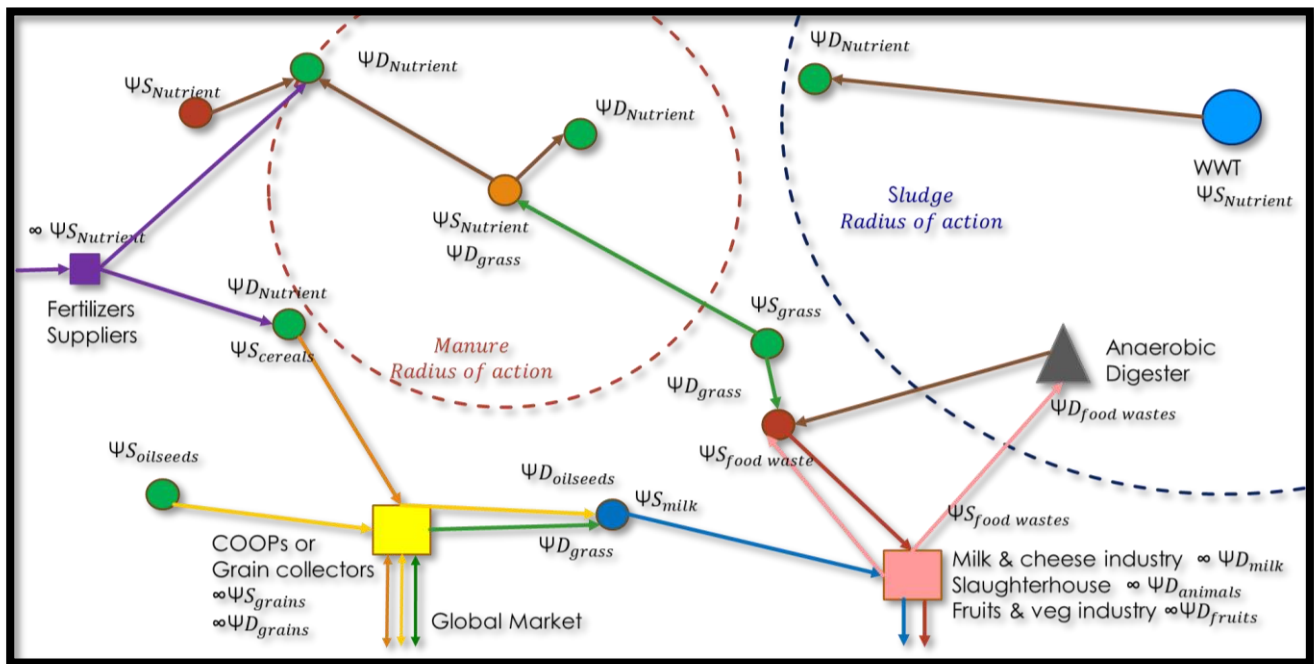 ΨD_Nutrient
ΨD_Nutrient
ΨS_Nutrient
ΨD_Nutrient
WWT
ΨS_Nutrient
Sludge
Radius of action
ΨS_Nutrient
ΨD_grass
∞ ΨS_Nutrient
Fertilizers
Suppliers
ΨD_Nutrient
ΨS_cereals
Manure
Radius of action
ΨS_grass
ΨD_grass
Anaerobic
Digester
ΨD_food wastes
ΨS_food waste
ΨS_oilseeds
ΨD_oilseeds
ΨS_milk
ΨD_grass
ΨS_food wastes
COOPs or
Grain collectors
∞ΨS_grains
∞ΨD_grains
Global Market
Milk & cheese industry ∞ ΨD_milk
Slaughterhouse ∞ ΨD_animals
Fruits & veg industry ∞ΨD_fruits